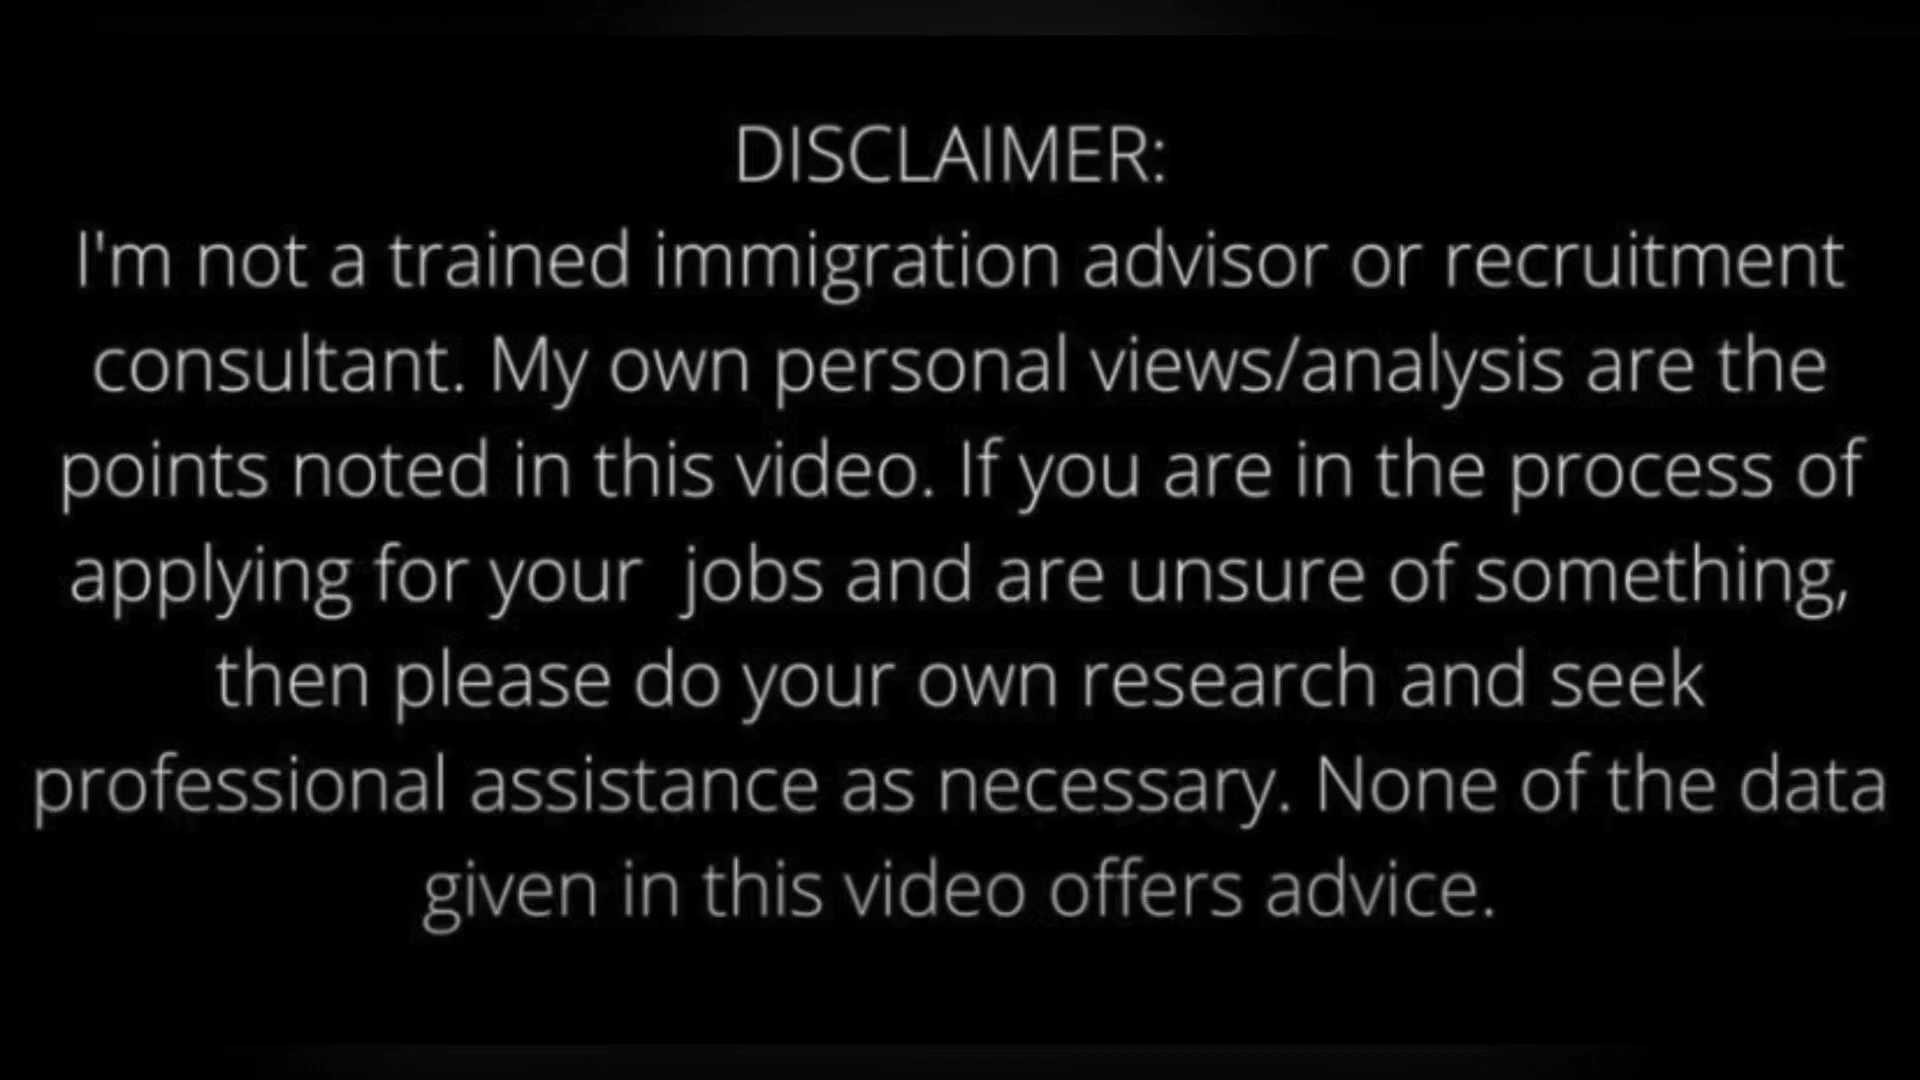 DISCLAIMER:
I'm not a trained immigration advisor or recruitment
consultant. My own personal views/analysis are the
points noted in this video. If you are in the process of
applying for your  jobs and are unsure of something,
then please do your own research and seek
professional assistance as necessary. None of the data
given in this video offers advice.